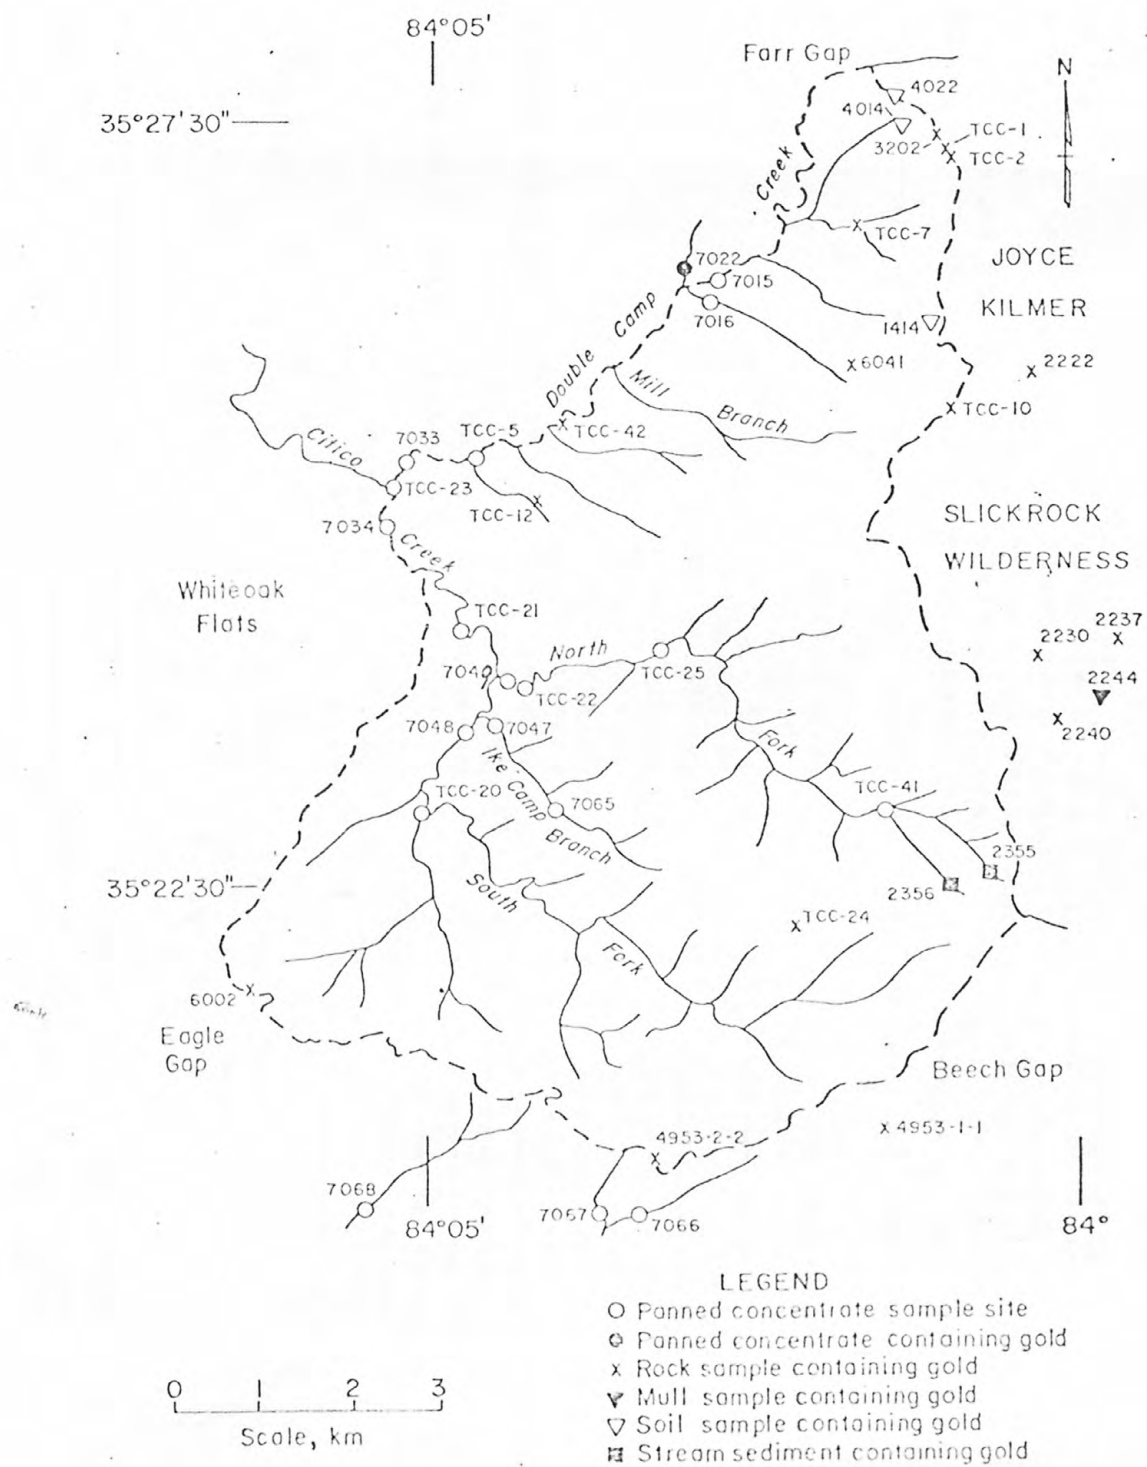 84°05'
Farr Gap
N
35°27'30"
4022
4014
TCC-1
3202
TCC-2
Creek
TCC-7
JOYCE
7022
7015
KILMER
7016
1414
Camp
6041
2222
Double
Mill
TCC-10
Branch
TCC-42
TCC-5
7033
Citico
TCC-23
TCC-12
SLICKROCK
7034
Creek
WILDERNESS
Whiteoak
Flats
TCC-21
2237
2230
North
TCC-25
2244
7040
TCC-22
7048
7047
2240
Fork
Ike Camp Branch
TCC-41
TCC-20
7065
2355
35°22'30"
2356
South
TCC-24
Fork
6002
Eagle
Gap
Beech Gap
4953-1-1
4953-2-2
7068
7067
7066
84°05'
84°
LEGEND
Panned concentrate sample site
Panned concentrate containing gold
x Rock sample containing gold
Mull sample containing gold
Soil sample containing gold
Stream sediment containing gold
0 1 2 3
Scale, km